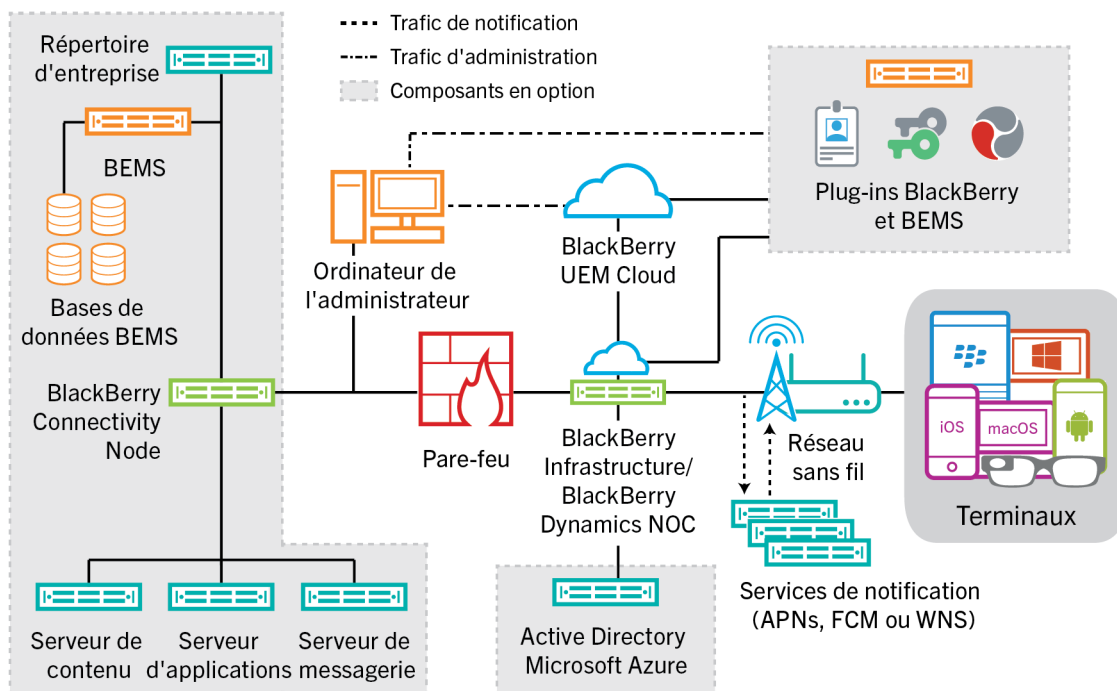 Trafic de notification
Trafic d'administration
Composants en option
Répertoire
d'entreprise
BEMS
Bases de
données BEMS
BlackBerry
Connectivity
Node
Serveur de
contenu
Serveur
d'applications
Serveur de
messagerie
Ordinateur de
l'administrateur
Pare-feu
BlackBerry
UEM Cloud
BlackBerry
Infrastructure/
BlackBerry
Dynamics NOC
Active Directory
Microsoft Azure
Plug-ins BlackBerry
et BEMS
Réseau
sans fil
Services de notification
(APNs, FCM ou WNS)
iOS
macOS
Terminaux